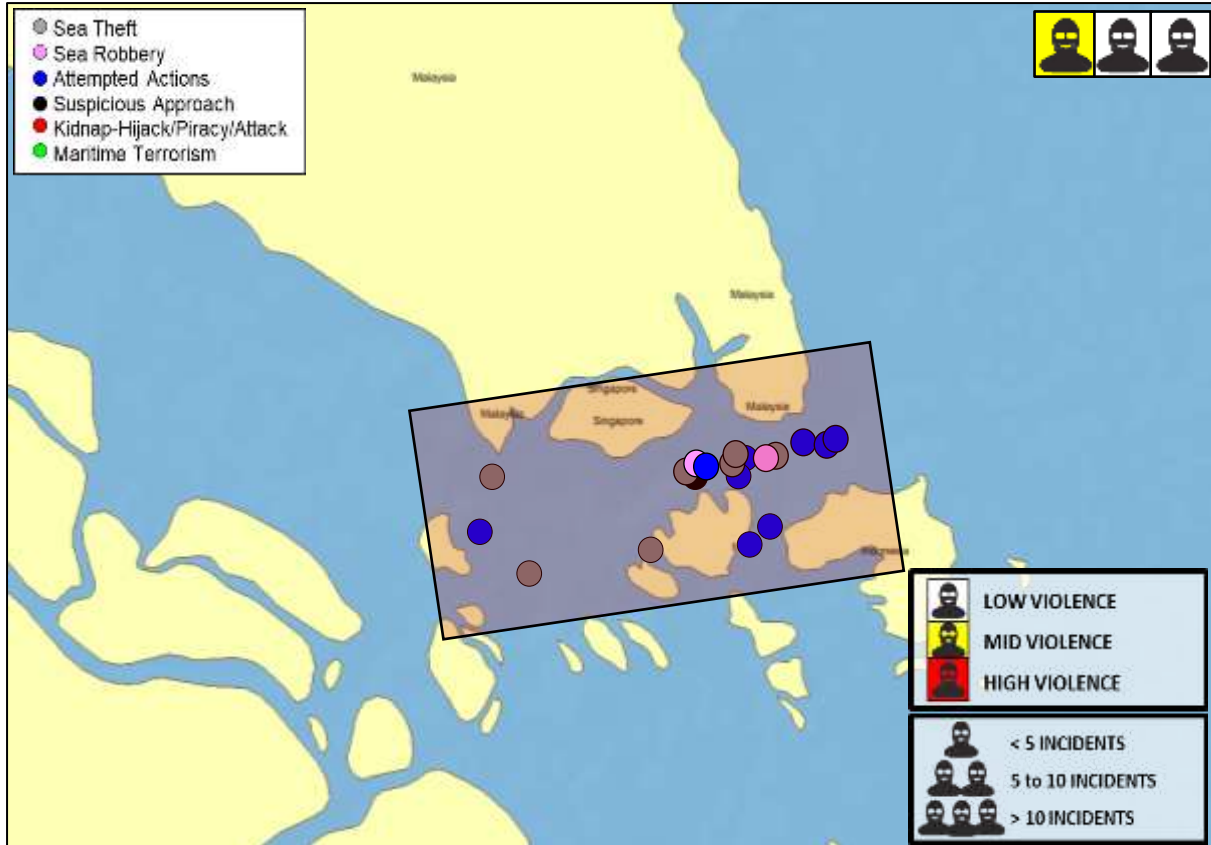 Sea Theft
Sea Robbery
Attempted Actions
Suspicious Approach
Kidnap-Hijack/Piracy/Attack
Maritime Terrorism
Malaysia
Malaysia
Singapore
Malaysia
Singapore
Malaysia
Indonesia
LOW VIOLENCE
MID VIOLENCE
HIGH VIOLENCE
< 5 INCIDENTS
5 to 10 INCIDENTS
> 10 INCIDENTS